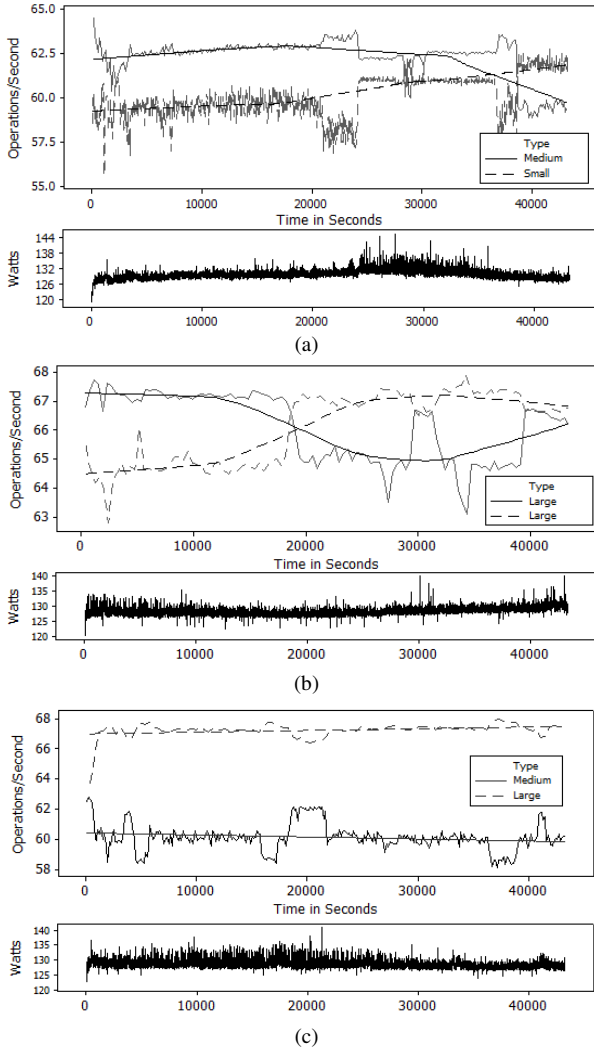 65.0
62.5
60.0
57.5
55.0
Operations/Second
Type
Medium
Small
0 10000 20000 30000 40000
Time in Seconds
144
138
132
126
120
Watts
0 10000 20000 30000 40000
(a)
68
67
66
65
64
63
Operations/Second
Type
Large
Large
0 10000 20000 30000 40000
Time in Seconds
140
135
130
125
120
Watts
0 10000 20000 30000 40000
(b)
68
66
64
62
60
58
Operations/Second
Type
Medium
Large
0 10000 20000 30000 40000
Time in Seconds
140
135
130
125
120
Watts
0 10000 20000 30000 40000
(c)